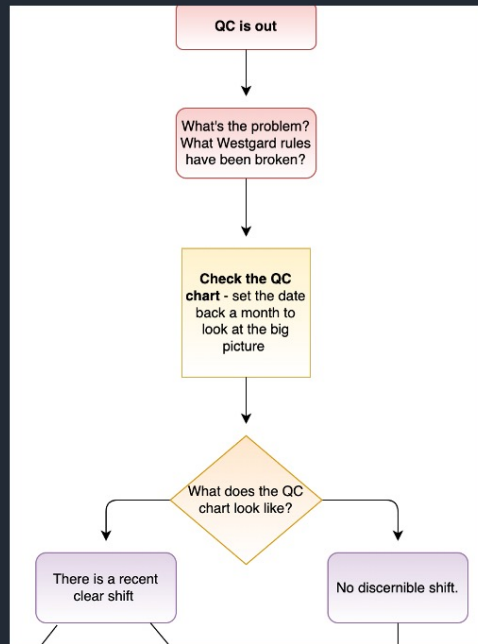 QC is out
What's the problem?
What Westgard rules
have been broken?
Check the QC
chart - set the date
back a month to
look at the big
picture
What does the QC
chart look like?
There is a recent
clear shift
No discernible shift.